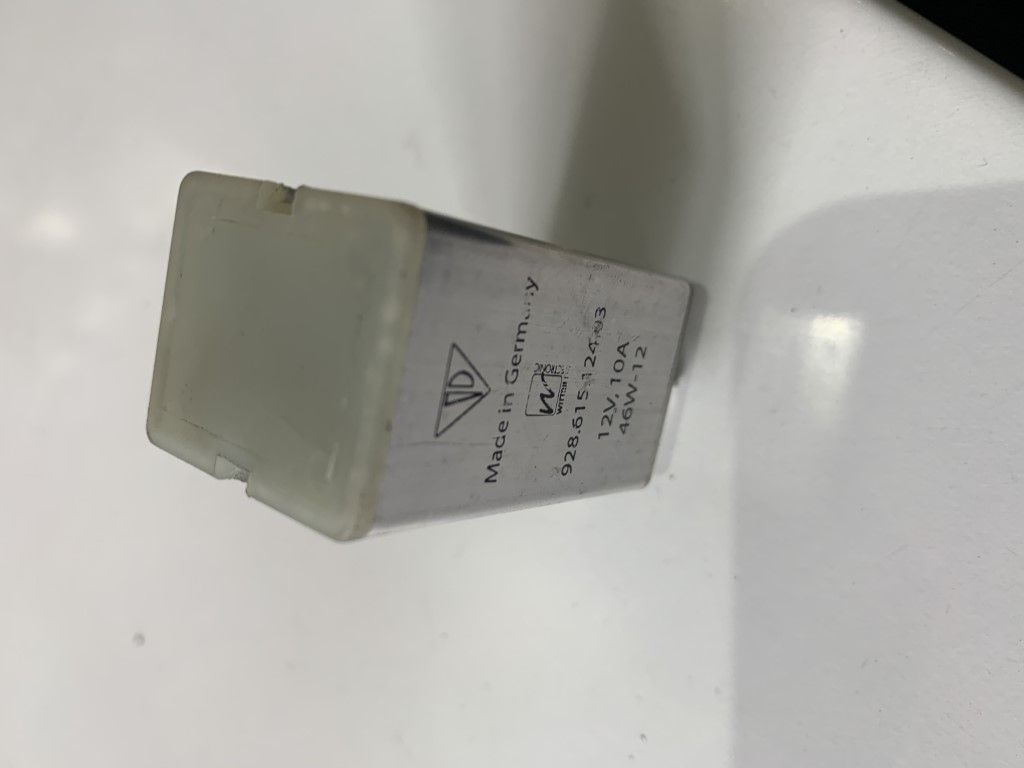 Made in Germany
928.615.124.03
12V, 10A
46W-12